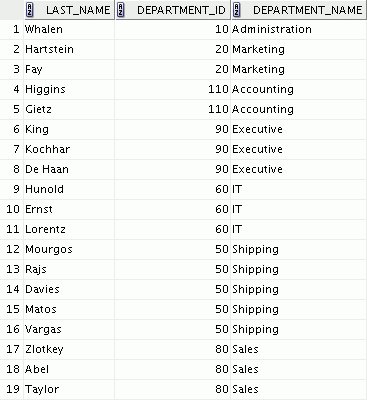 LAST_NAME DEPARTMENT_ID DEPARTMENT_NAME
1 Whalen 10 Administration
2 Hartstein 20 Marketing
3 Fay 20 Marketing
4 Higgins 110 Accounting
5 Gietz 110 Accounting
6 King 90 Executive
7 Kochhar 90 Executive
8 De Haan 90 Executive
9 Hunold 60 IT
10 Ernst 60 IT
11 Lorentz 60 IT
12 Mourgos 50 Shipping
13 Rajs 50 Shipping
14 Davies 50 Shipping
15 Matos 50 Shipping
16 Vargas 50 Shipping
17 Zlotkey 80 Sales
18 Abel 80 Sales
19 Taylor 80 Sales